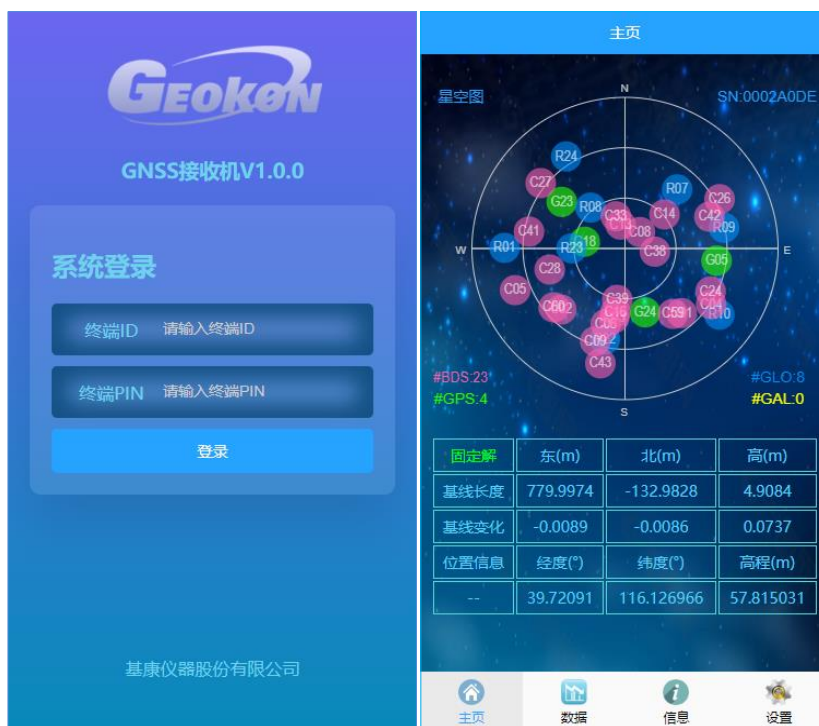 GEOKON
GNSS接收机V1.0.0
系统登录
终端ID 请输入终端ID
终端PIN 请输入终端PIN
登录
基康仪器股份有限公司
主页
星空图
SN:0002A0DE
N
R24
C27
G23
R08
R07
C26
C42
C33
C14
R09
C41
C08
R01
R23
C38
W
E
G05
C28
C05
C24
C39
G24
R10
C09
C43
S
#BDS:23
#GLO:8
#GPS:4
#GAL:0
固定解 东(m) 北(m) 高(m)
基线长度 779.9974 -132.9828 4.9084
基线变化 -0.0089 -0.0086 0.0737
位置信息 经度(°) 纬度(°) 高程(m)
-- 39.72091 116.126966 57.815031
主页 数据 信息 设置